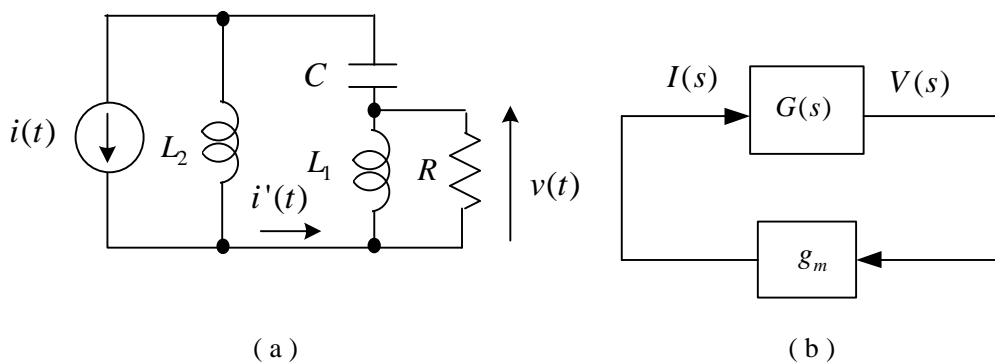 C
I(s)
V(s)
G(s)
i(t)
L₂
L₁
R
v(t)
i'(t)
gₘ
( a )
( b )